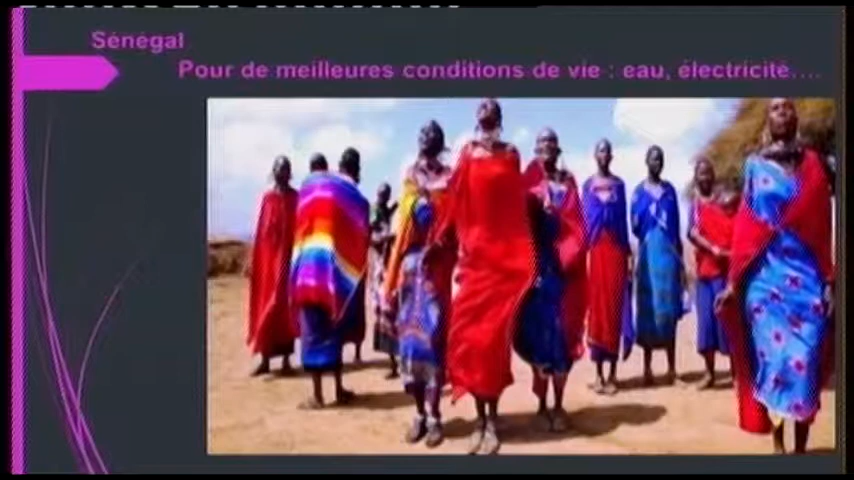 Sénégal
Pour de meilleures conditions de vie : eau, électricité….